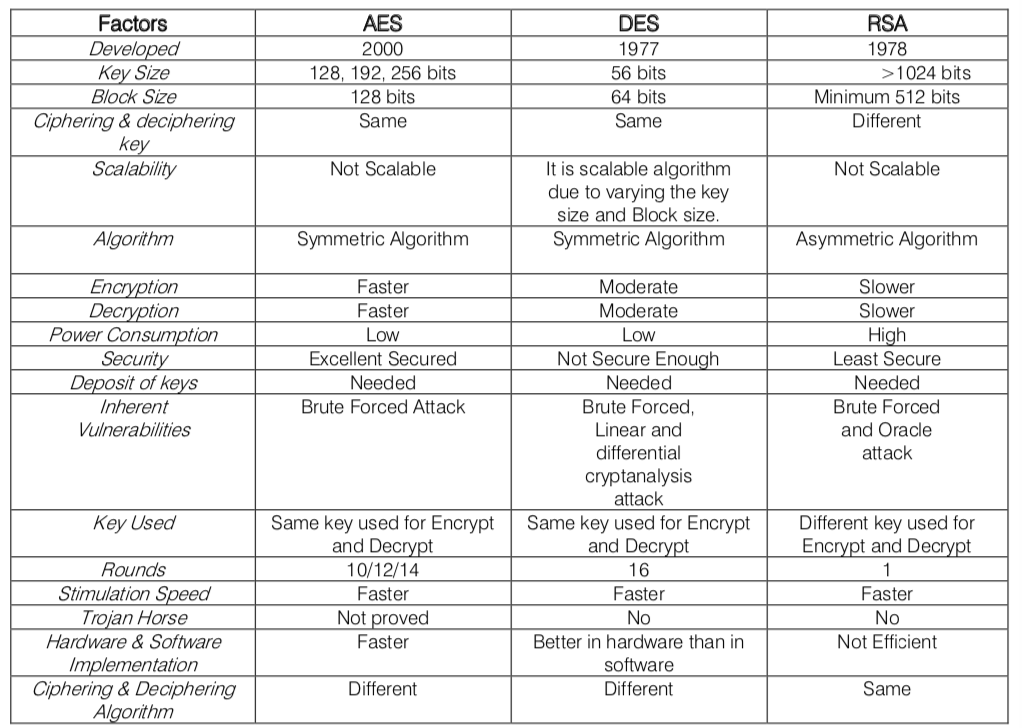 Factors AES DES RSA
Developed 2000 1977 1978
Key Size 128, 192, 256 bits 56 bits >1024 bits
Block Size 128 bits 64 bits Minimum 512 bits
Ciphering & deciphering Same Same Different
key
Scalability Not Scalable It is scalable algorithm Not Scalable
due to varying the key
size and Block size.
Algorithm Symmetric Algorithm Symmetric Algorithm Asymmetric Algorithm
Encryption Faster Moderate Slower
Decryption Faster Moderate Slower
Power Consumption Low Low High
Security Excellent Secured Not Secure Enough Least Secure
Deposit of keys Needed Needed Needed
Inherent Brute Forced Attack Brute Forced, Brute Forced
Vulnerabilities Linear and and Oracle
differential attack
cryptanalysis
attack
Key Used Same key used for Encrypt Same key used for Encrypt Different key used for
and Decrypt and Decrypt Encrypt and Decrypt
Rounds 10/12/14 16 1
Stimulation Speed Faster Faster Faster
Trojan Horse Not proved No No
Hardware & Software Faster Better in hardware than in Not Efficient
Implementation software
Ciphering & Deciphering Different Different Same
Algorithm